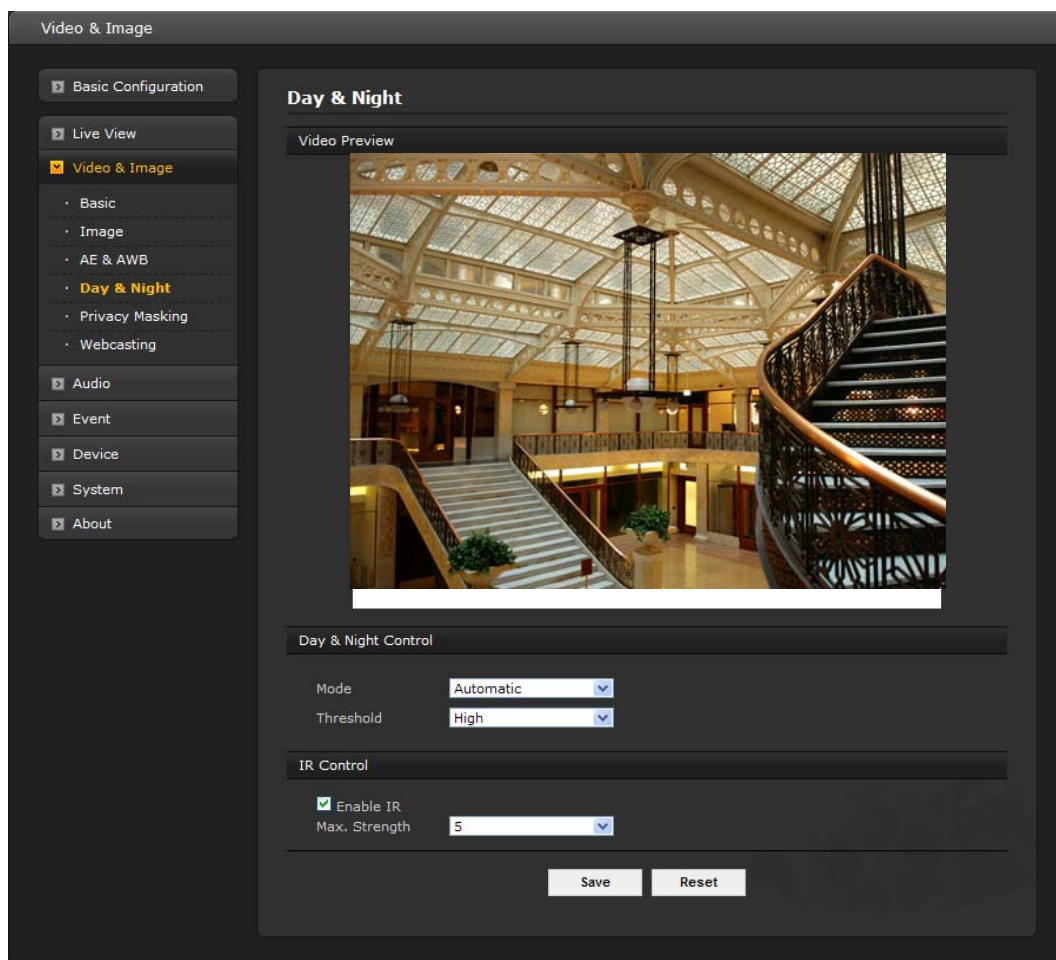 Video & Image
Basic Configuration
Live View
Video & Image
· Basic
· Image
· AE & AWB
· Day & Night
· Privacy Masking
· Webcasting
Audio
Event
Device
System
About
Day & Night
Video Preview
Day & Night Control
Mode Automatic
Threshold High
IR Control
Enable IR
Max. Strength 5
Save Reset